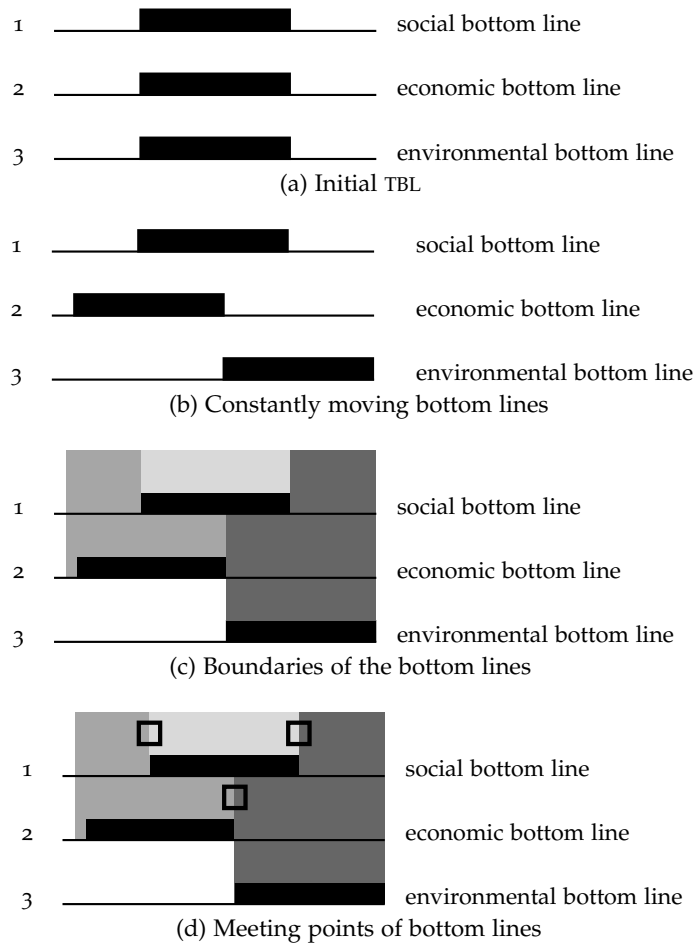 1 social bottom line
2 economic bottom line
3 environmental bottom line
(a) Initial TBL
1 social bottom line
2 economic bottom line
3 environmental bottom line
(b) Constantly moving bottom lines
1 social bottom line
2 economic bottom line
3 environmental bottom line
(c) Boundaries of the bottom lines
1 social bottom line
2 economic bottom line
3 environmental bottom line
(d) Meeting points of bottom lines